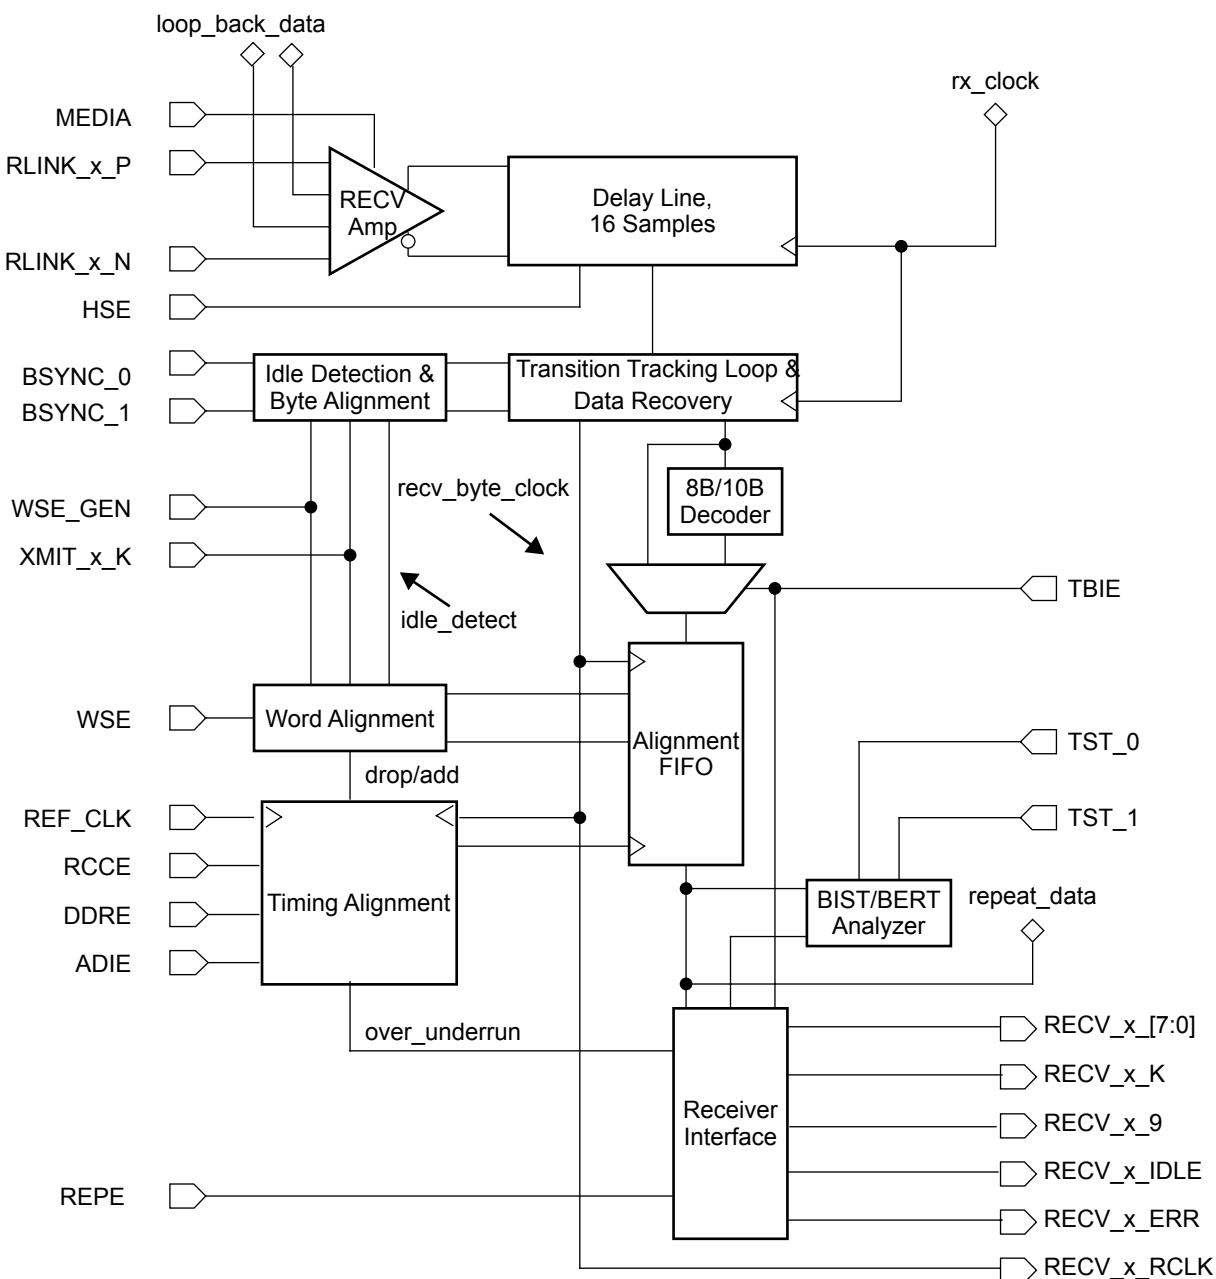 loop_back_data
rx_clock
MEDIA
RLINK_x_P
RECV
Amp
Delay Line,
16 Samples
RLINK_x_N
HSE
BSYNC_0
BSYNC_1
Idle Detection &
Byte Alignment
Transition Tracking Loop &
Data Recovery
recv_byte_clock
8B/10B
Decoder
WSE_GEN
XMIT_x_K
idle_detect
TBIE
WSE
Word Alignment
Alignment
FIFO
TST_0
drop/add
REF_CLK
TST_1
RCCE
DDRE
ADIE
Timing Alignment
BIST/BERT
Analyzer
repeat_data
over_underrun
RECV_x_[7:0]
RECV_x_K
Receiver
Interface
RECV_x_9
RECV_x_IDLE
REPE
RECV_x_ERR
RECV_x_RCLK